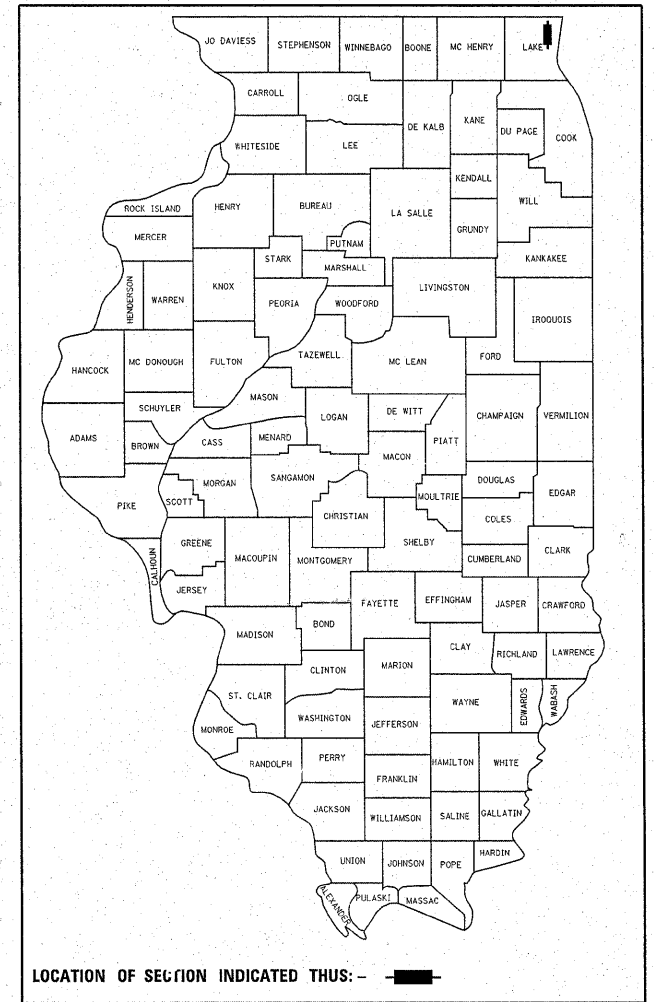 JO DAVIESS STEPHENSON WINNEBAGO BOONE MC HENRY LAKE
CARROLL OGLE DE KALB KANE DU PAGE COOK
WHITESIDE LEE
KENDALL WILL
ROCK ISLAND HENRY BUREAU LA SALLE GRUNDY
MERCER PUTNAM
STARK MARSHALL KANKAKEE
HENDERSON WARREN KNOX PEORIA WOODFORD LIVINGSTON IROQUOIS
HANCOCK MC DONOUGH FULTON TAZEWELL MC LEAN FORD
MASON
SCHUYLER LOGAN DE WITT CHAMPAIGN VERMILION
ADAMS BROWN CASS MENARD MACON PIATT
MORGAN SANGAMON DOUGLAS
PIKE SCOTT CHRISTIAN MOULTRIE EDGAR
COLES
GREENE MACOUPIN MONTGOMERY SHELBY CUMBERLAND CLARK
CALHOUN JERSEY
FAYETTE EFFINGHAM JASPER CRAWFORD
MADISON BOND
CLAY RICHLAND LAWRENCE
CLINTON MARION
ST. CLAIR WAYNE EDWARDS WABASH
WASHINGTON JEFFERSON
MONROE
RANDOLPH PERRY HAMILTON WHITE
FRANKLIN
JACKSON WILLIAMSON SALINE GALLATIN
UNION JOHNSON POPE HARDIN
ALEXANDER PULASKI MASSAC
LOCATION OF SECTION INDICATED THUS: –